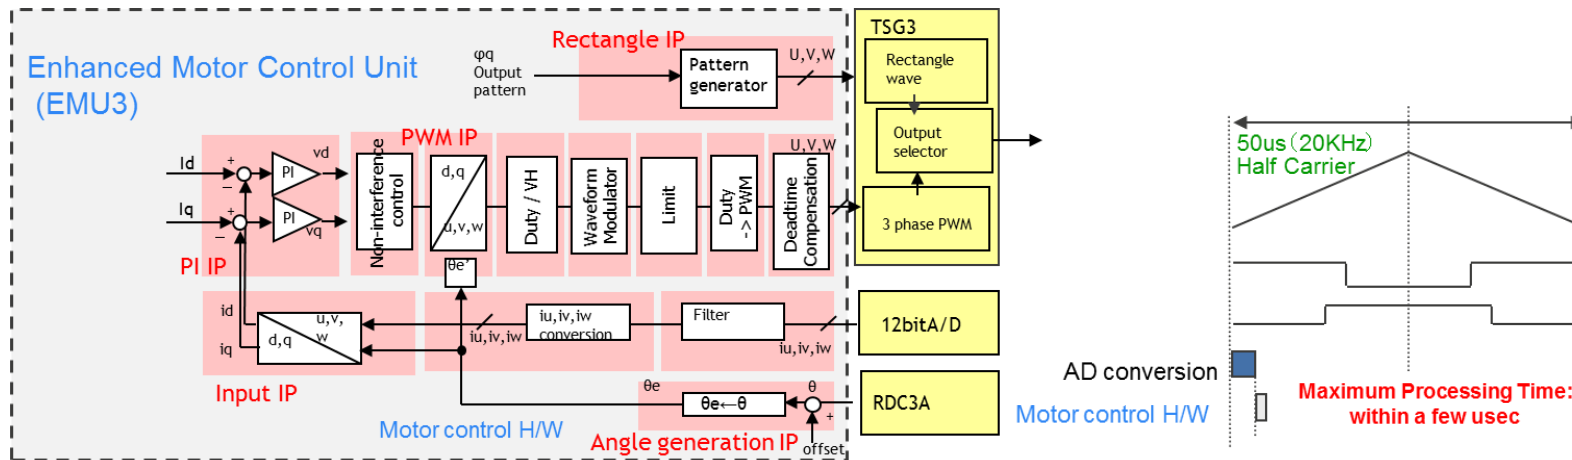 Enhanced Motor Control Unit
(EMU3)
Rectangle IP
φq
Output
pattern
Pattern
generator
U,V,W
TSG3
Rectangle
wave
Output
selector
3 phase PWM
PWM IP
Id
+
−
PI
vd
Iq
+
−
PI
vq
PI IP
Non-interference
control
d,q
u,v,w
θe'
Duty / VH
Waveform
Modulator
Limit
Duty
-> PWM
Deadtime
Compensation
U,V,W
id
iq
u,v,
w
d,q
Input IP
iu,iv,iw
iu,iv,iw
conversion
Filter
iu,iv,iw
12bitA/D
θe
θe←θ
θ
+
offset
RDC3A
Motor control H/W
Angle generation IP
50us（20KHz）
Half Carrier
AD conversion
Motor control H/W
Maximum Processing Time:
within a few usec